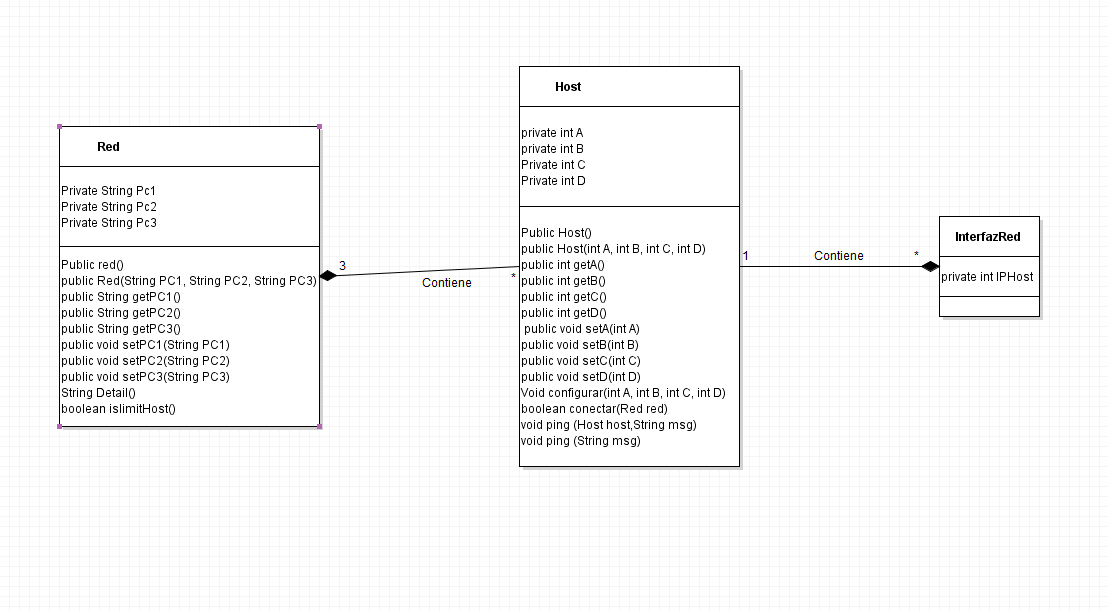 Red
Private String Pc1
Private String Pc2
Private String Pc3
Public red()
public Red(String PC1, String PC2, String PC3)
public String getPC1()
public String getPC2()
public String getPC3()
public void setPC1(String PC1)
public void setPC2(String PC2)
public void setPC3(String PC3)
String Detail()
boolean islimitHost()
3
Contiene
*
Host
private int A
private int B
Private int C
Private int D
Public Host()
public Host(int A, int B, int C, int D)
public int getA()
public int getB()
public int getC()
public int getD()
public void setA(int A)
public void setB(int B)
public void setC(int C)
public void setD(int D)
Void configurar(int A, int B, int C, int D)
boolean conectar(Red red)
void ping (Host host,String msg)
void ping (String msg)
1
Contiene
*
InterfazRed
private int IPHost